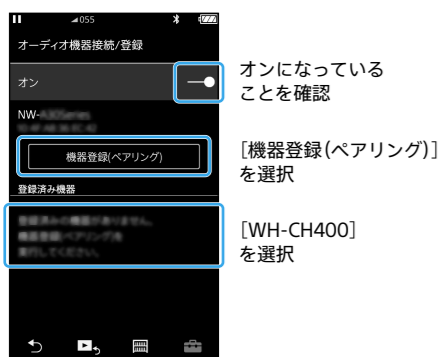 055
オーディオ機器接続/登録
オン
オンになっている
ことを確認
NW-
機器登録(ペアリング)
[機器登録(ペアリング)]
を選択
登録済み機器
[WH-CH400]
を選択